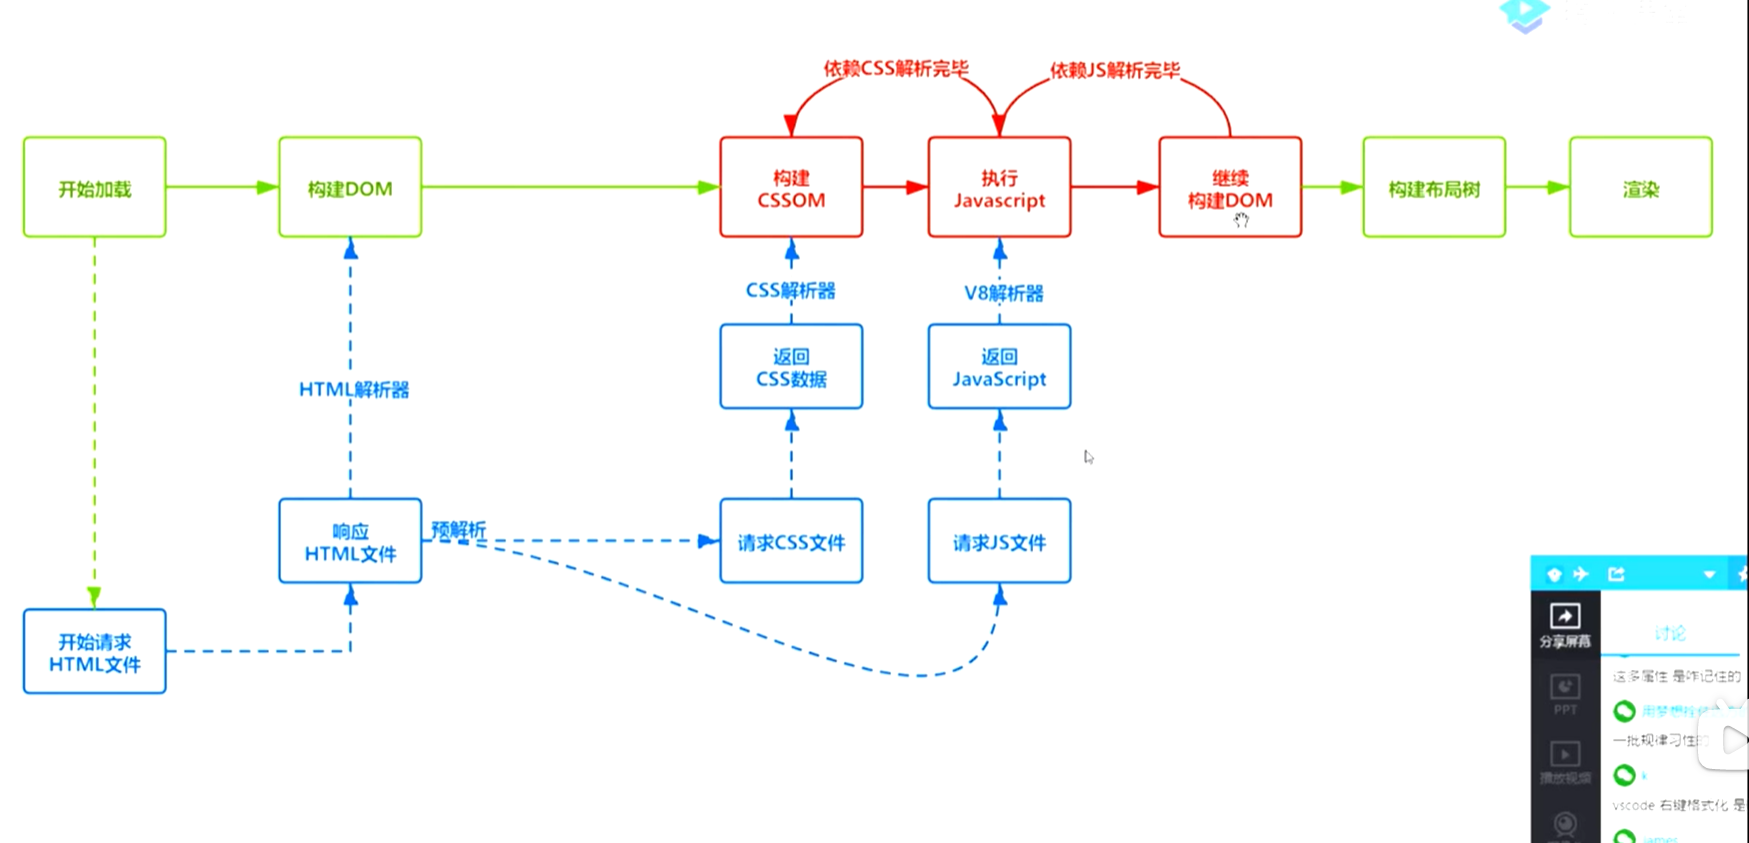 依赖CSS解析完毕
依赖JS解析完毕
开始加载
构建DOM
构建
CSSOM
执行
Javascript
继续
构建DOM
构建布局树
渲染
CSS解析器
V8解析器
HTML解析器
返回
CSS数据
返回
JavaScript
响应
HTML文件
预解析
请求CSS文件
请求JS文件
开始请求
HTML文件
分享屏幕
讨论
这多属性 是咋记住的
PPT
一批规律习性的
播放视频
k
vscode 右键格式化 是